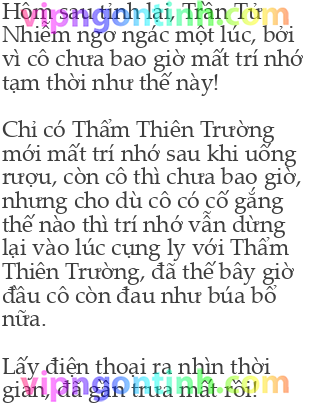 Hôm sau tỉnh lại, Trần Tử
vipngontinh.com
Nhiễm ngơ ngác một lúc, bởi
vì cô chưa bao giờ mất trí nhớ
tạm thời như thế này!
Chỉ có Thẩm Thiên Trường
mới mất trí nhớ sau khi uống
rượu, còn cô thì chưa bao giờ,
nhưng cho dù cô có cố gắng
thế nào thì trí nhớ vẫn dừng
lại vào lúc cụng ly với Thẩm
Thiên Trường, đã thế bây giờ
đầu cô còn đau như búa bổ
nữa.
Lấy điện thoại ra nhìn thời
gian, đã gần trưa mất rồi!
vipngontinh.com